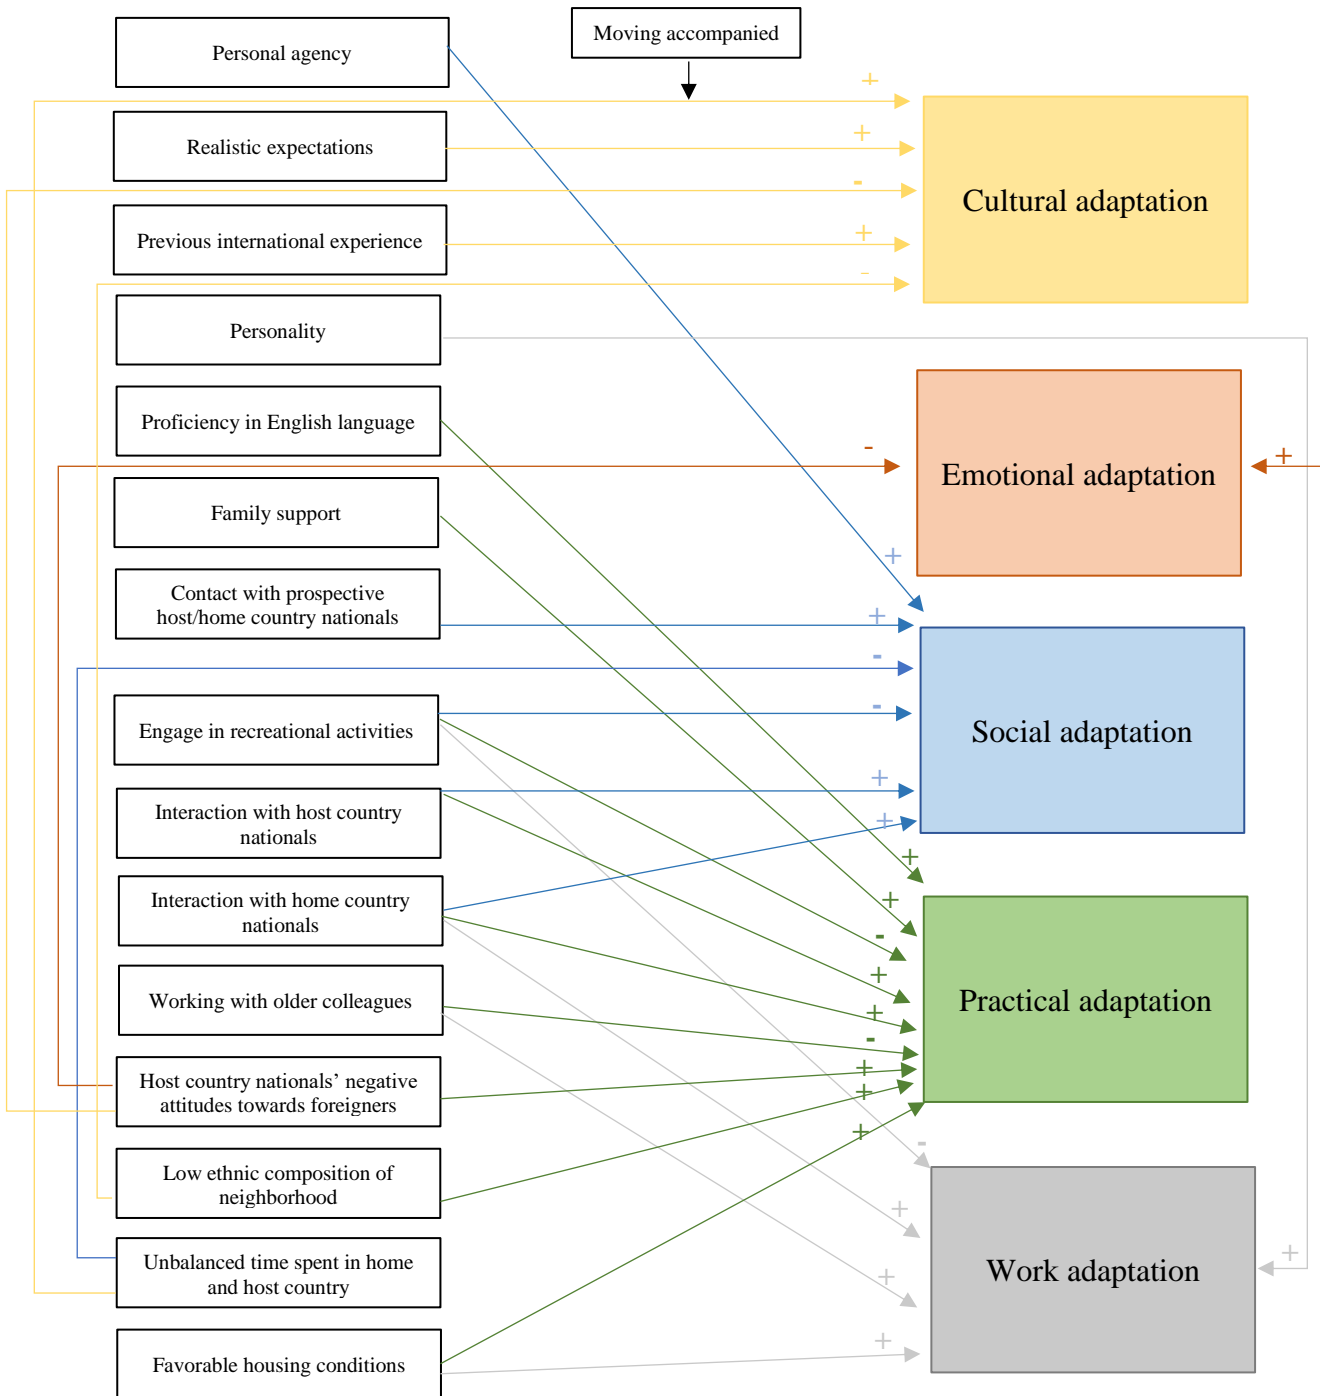 Personal agency
Moving accompanied
+
+
Realistic expectations
+
-
Cultural adaptation
Previous international experience
+
-
Personality
Proficiency in English language
-
+
Emotional adaptation
Family support
+
Contact with prospective
host/home country nationals
+
-
-
Engage in recreational activities
Social adaptation
+
Interaction with host country
nationals
+
+
Interaction with home country
nationals
+
-
+
Working with older colleagues
+
-
Practical adaptation
Host country nationals’ negative
attitudes towards foreigners
+
+
+
-
Low ethnic composition of
neighborhood
+
Unbalanced time spent in home
and host country
+
+
Work adaptation
+
Favorable housing conditions